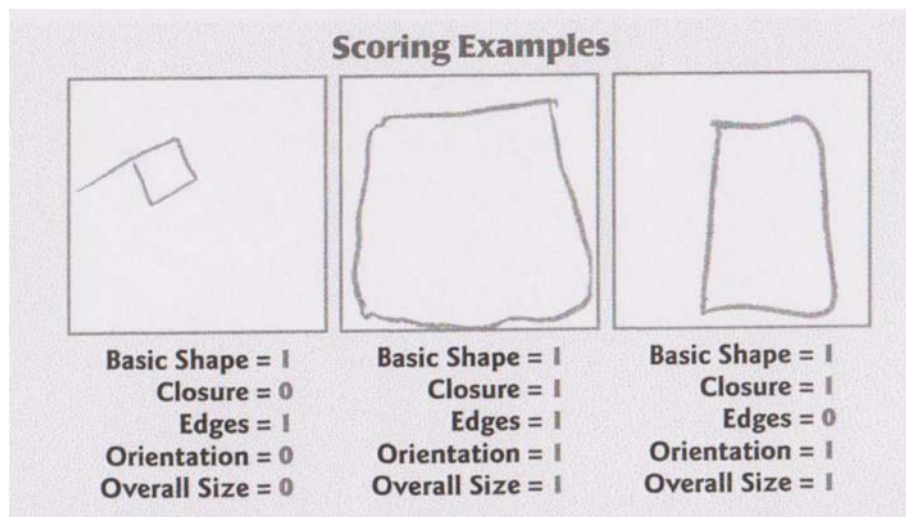 Scoring Examples
Basic Shape = 1
Closure = 0
Edges = 1
Orientation = 0
Overall Size = 0
Basic Shape = 1
Closure = 1
Edges = 1
Orientation = 1
Overall Size = 1
Basic Shape = 1
Closure = 1
Edges = 0
Orientation = 1
Overall Size = 1